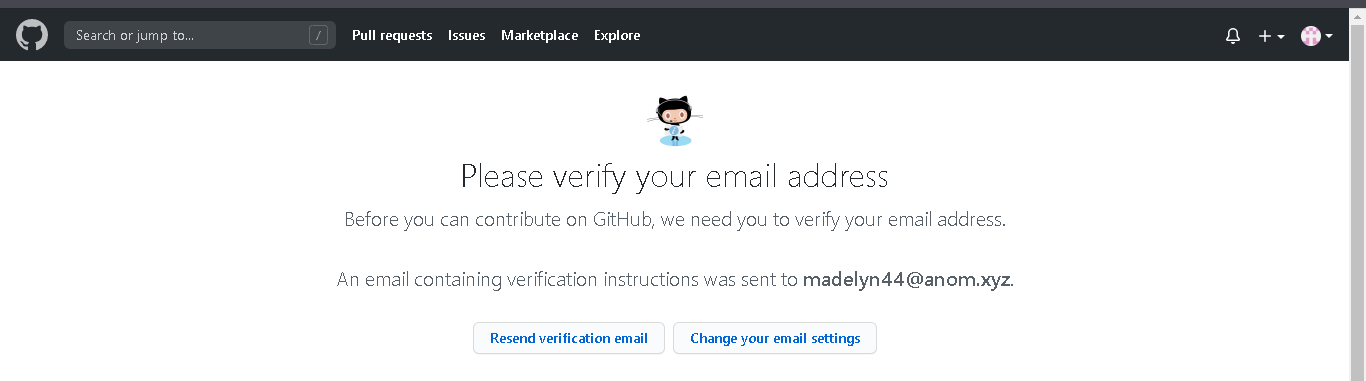 Search or jump to... / Pull requests Issues Marketplace Explore
Please verify your email address
Before you can contribute on GitHub, we need you to verify your email address.
An email containing verification instructions was sent to madelyn44@anom.xyz.
Resend verification email Change your email settings